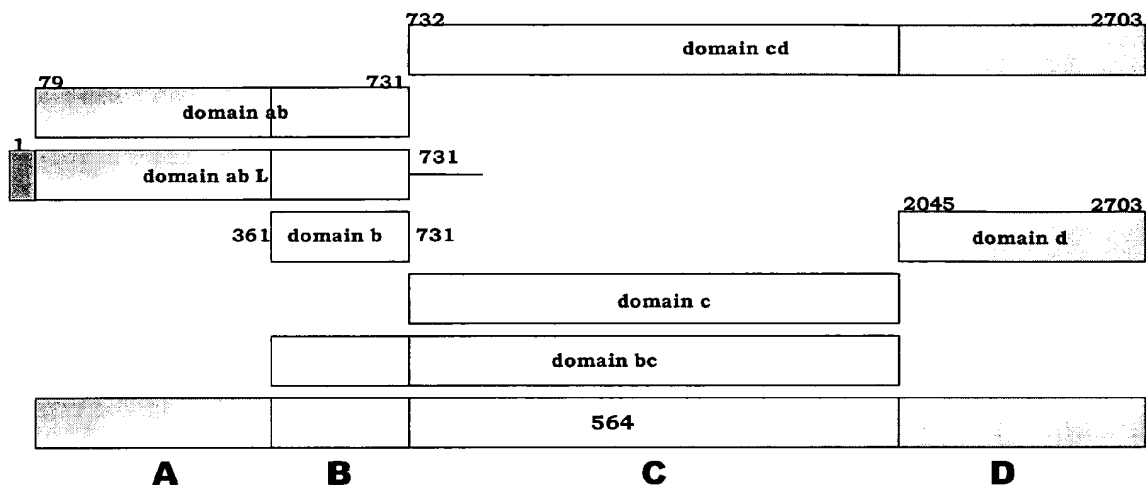 732 2703
domain cd
79 731
domain ab
1
731
domain ab L
2045 2703
361 domain b 731
domain d
domain c
domain bc
564
A B C D